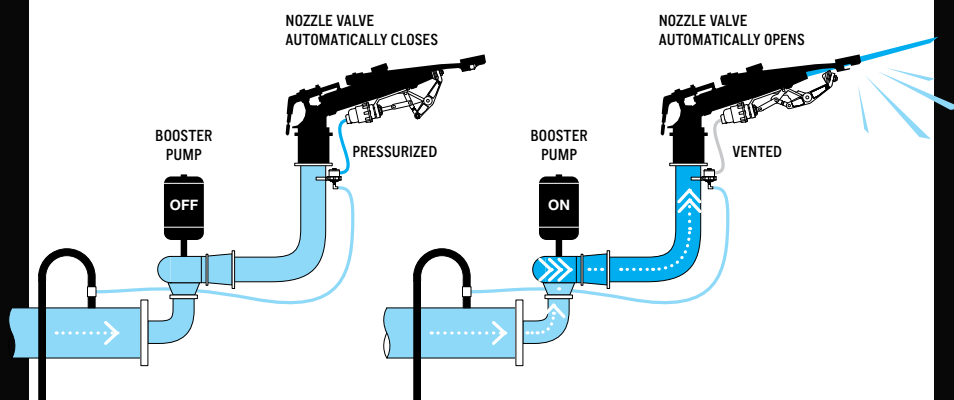 NOZZLE VALVE
AUTOMATICALLY CLOSES
BOOSTER
PUMP
PRESSURIZED
OFF
NOZZLE VALVE
AUTOMATICALLY OPENS
BOOSTER
PUMP
VENTED
ON